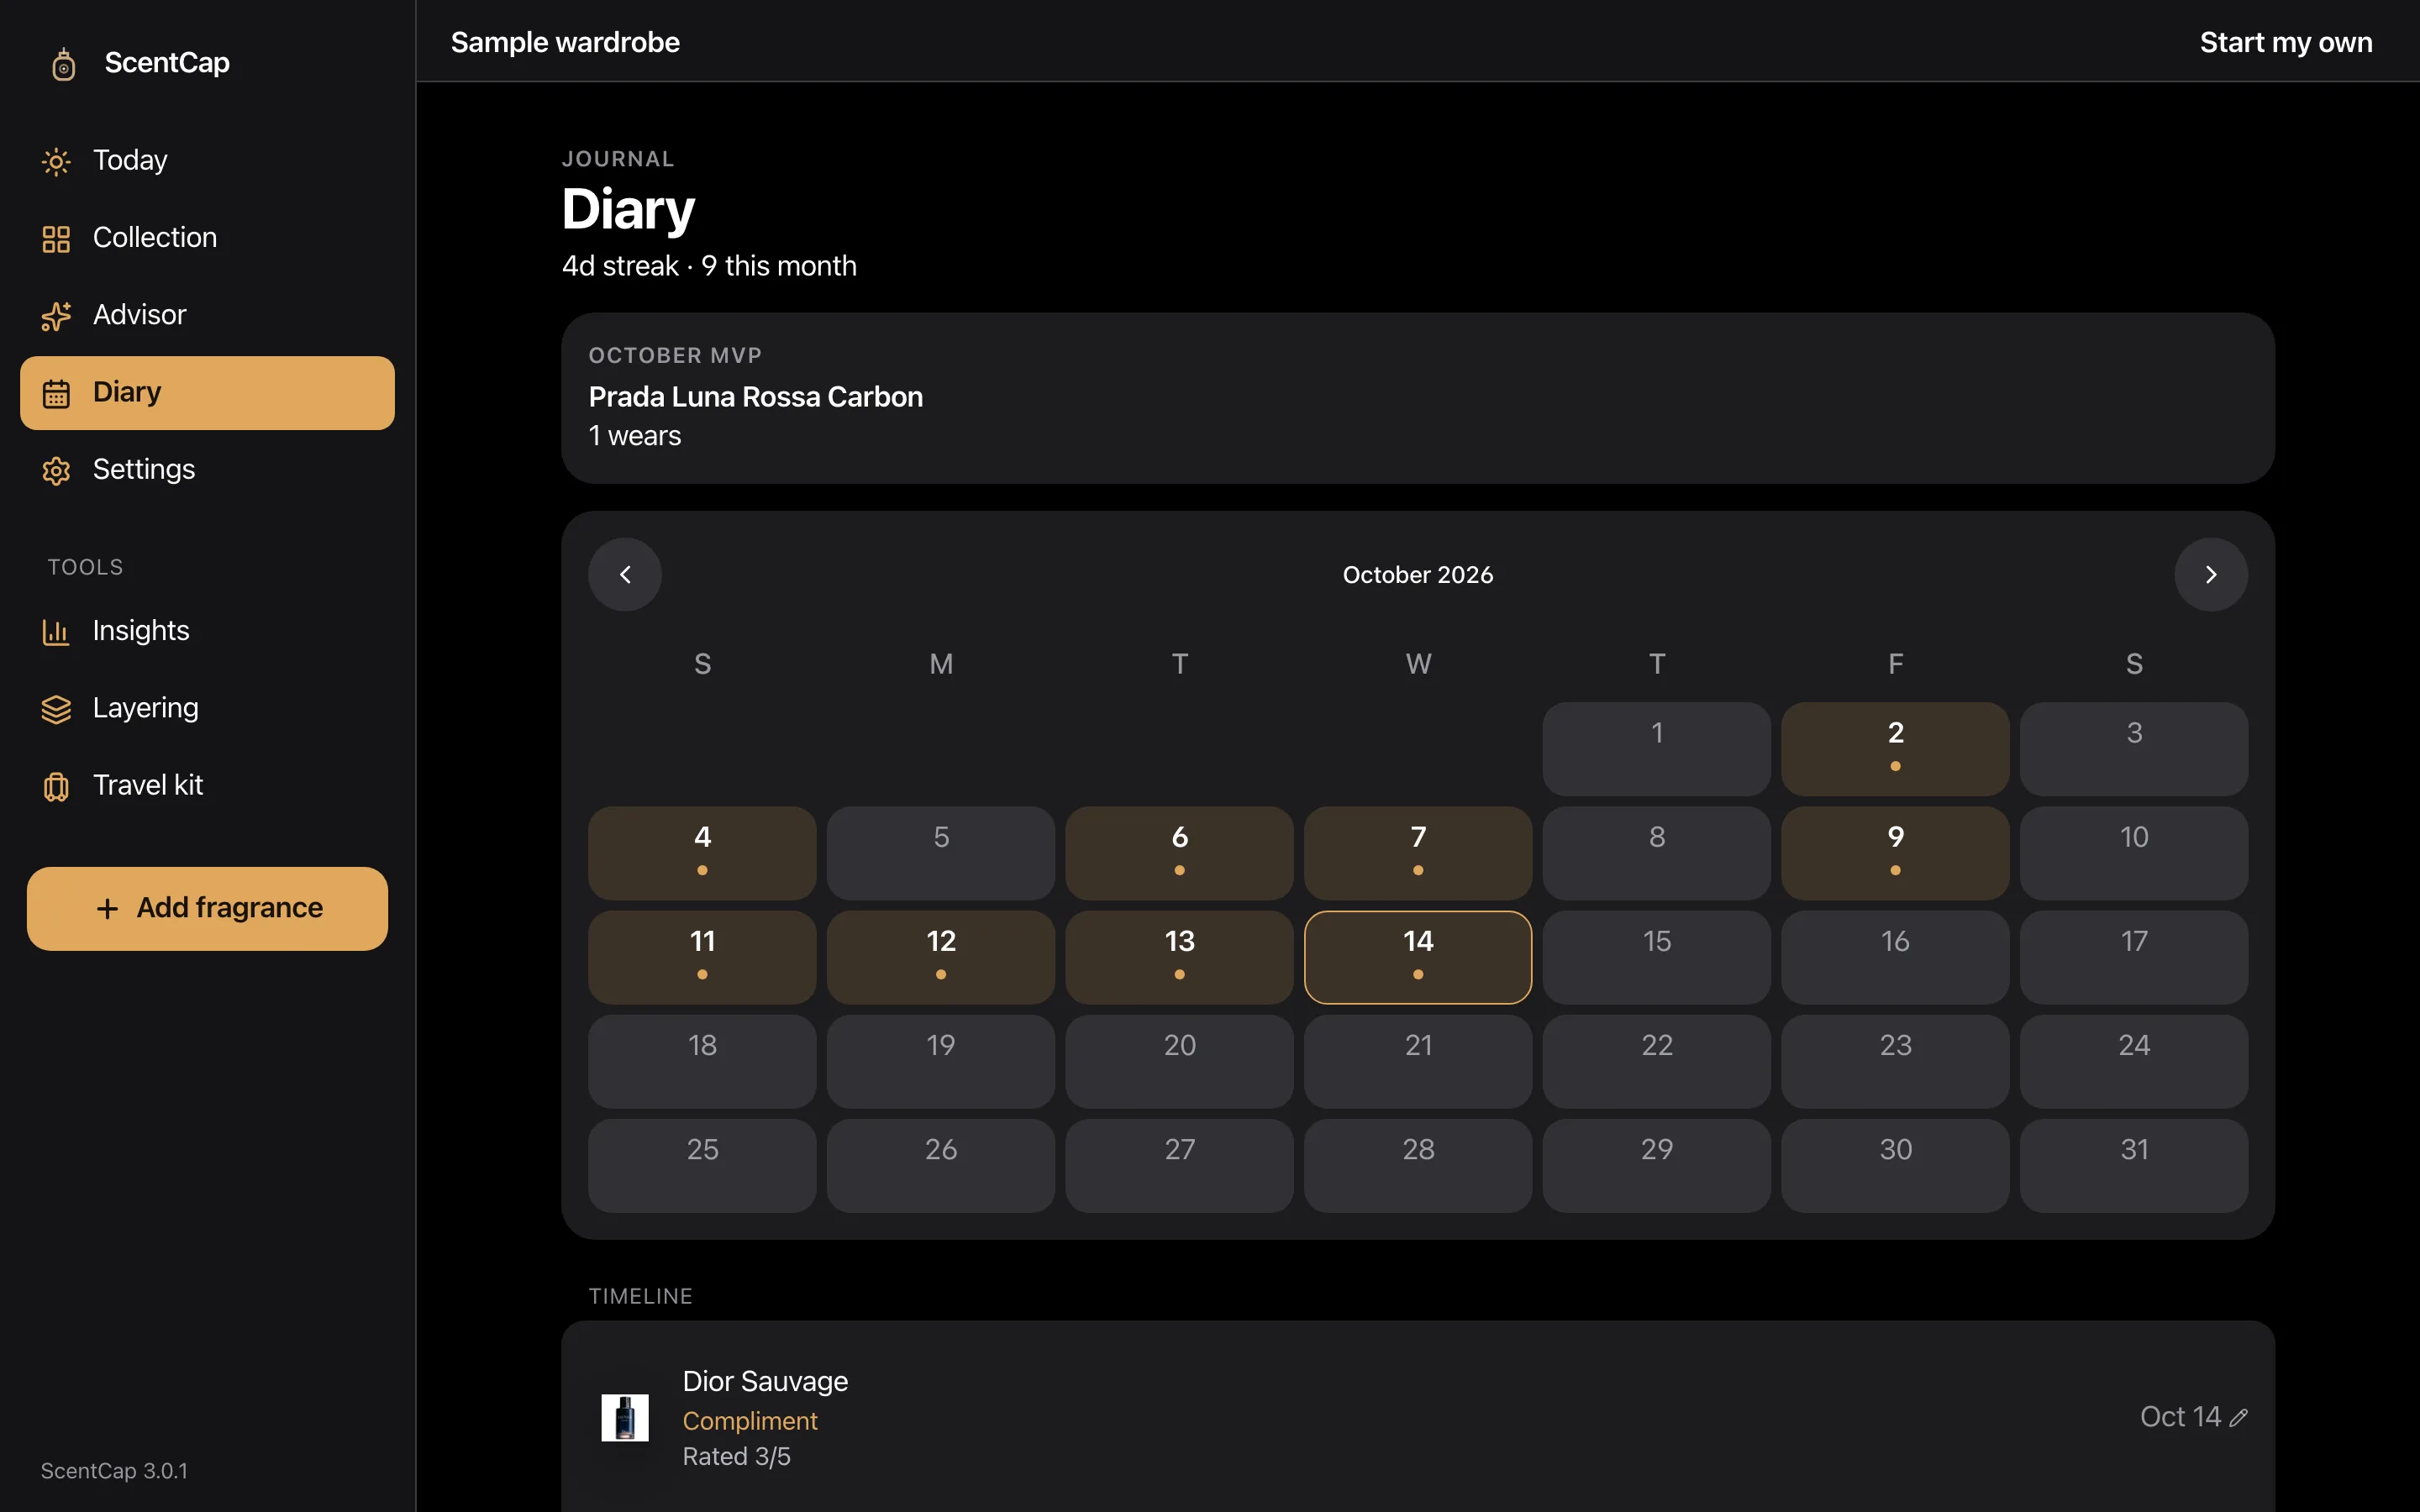 ScentCap
Today
Collection
Advisor
Diary
Settings
TOOLS
Insights
Layering
Travel kit
Add fragrance
ScentCap 3.0.1
Sample wardrobe
Start my own
JOURNAL
Diary
4d streak · 9 this month
OCTOBER MVP
Prada Luna Rossa Carbon
1 wears
October 2026
S M T W T F S
1 2 3
4 5 6 7 8 9 10
11 12 13 14 15 16 17
18 19 20 21 22 23 24
25 26 27 28 29 30 31
TIMELINE
Dior Sauvage
Compliment
Rated 3/5
Oct 14